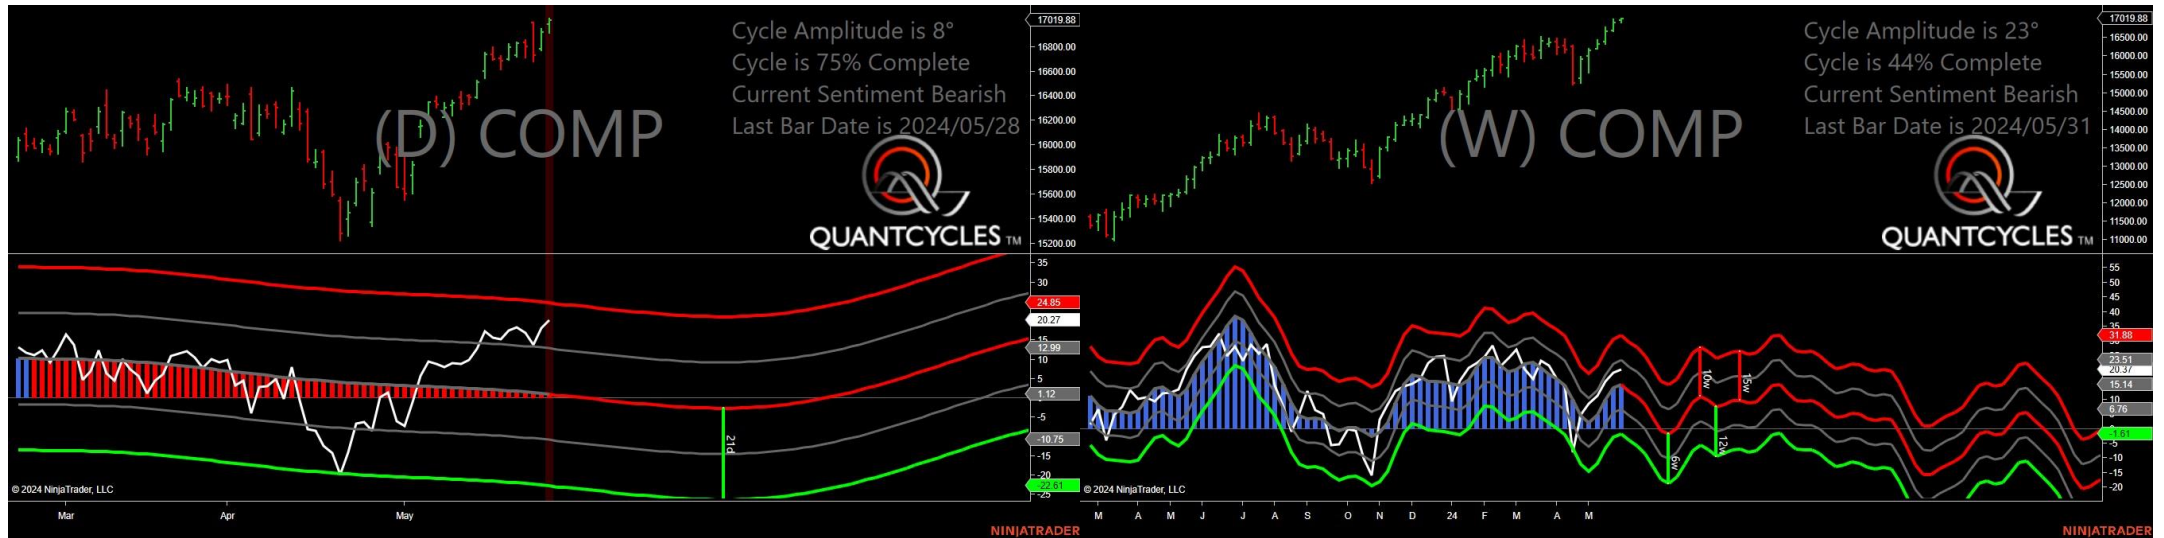 Cycle Amplitude is 8°
Cycle is 75% Complete
Current Sentiment Bearish
Last Bar Date is 2024/05/28
(D) COMP
QUANTCYCLES TM
17019.88
16800.00
16600.00
16400.00
16200.00
16000.00
15800.00
15600.00
15400.00
15200.00
35
30
24.85
20.27
15
12.99
10
5
1.12
-5
-10.75
-15
-20
-22.61
-25
21d
© 2024 NinjaTrader, LLC
Mar
Apr
May
NINJATRADER
Cycle Amplitude is 23°
Cycle is 44% Complete
Current Sentiment Bearish
Last Bar Date is 2024/05/31
(W) COMP
QUANTCYCLES TM
17019.88
16500.00
16000.00
15500.00
15000.00
14500.00
14000.00
13500.00
13000.00
12500.00
12000.00
11500.00
11000.00
55
50
45
40
35
31.88
23.51
20.37
15.14
10
6.76
-1.61
-5
-10
-15
-20
10w
15w
12w
6w
© 2024 NinjaTrader, LLC
M A M J J A S O N D 24 F M A M
NINJATRADER